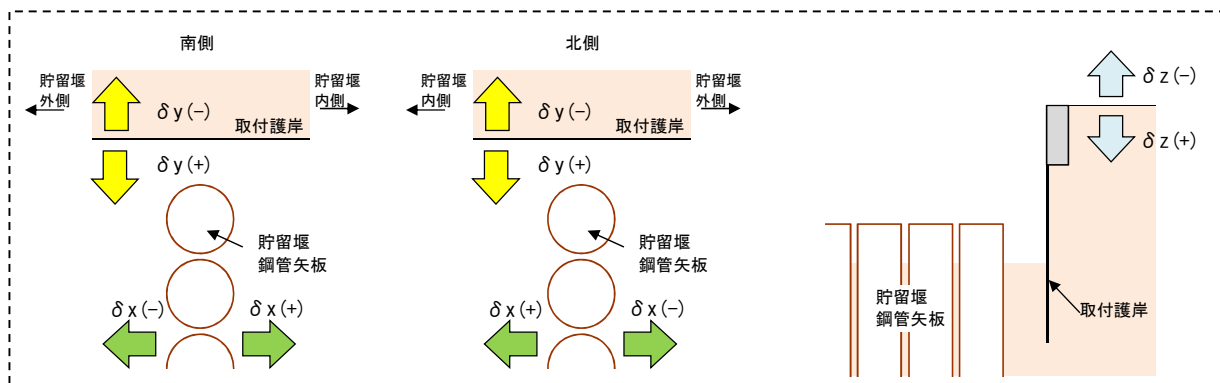 南側
貯留堰
外側
δy(−)
貯留堰
内側
取付護岸
δy(+)
貯留堰
鋼管矢板
δx(−)
δx(+)
北側
貯留堰
内側
δy(−)
貯留堰
外側
取付護岸
δy(+)
貯留堰
鋼管矢板
δx(+)
δx(−)
δz(−)
δz(+)
貯留堰
鋼管矢板
取付護岸